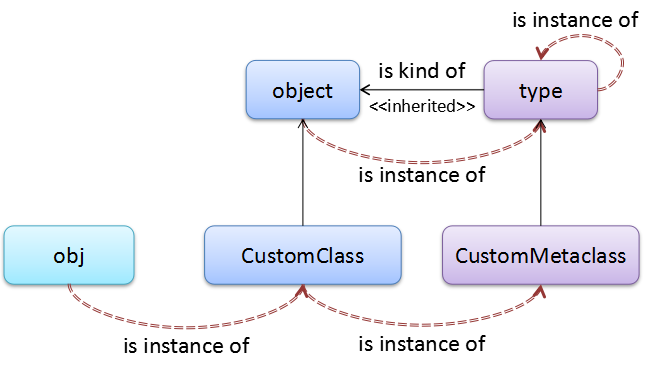 is instance of
is kind of
object
type
<<inherited>>
is instance of
obj
CustomClass
CustomMetaclass
is instance of
is instance of